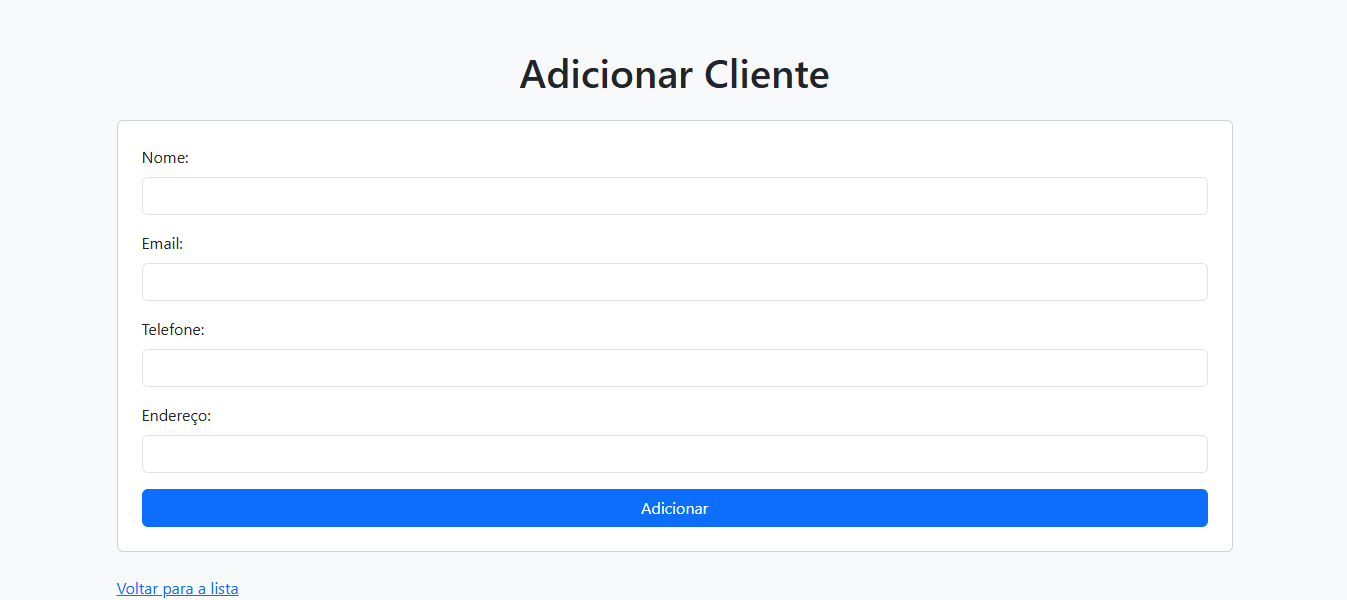 Adicionar Cliente
Nome:
Email:
Telefone:
Endereço:
Adicionar
Voltar para a lista